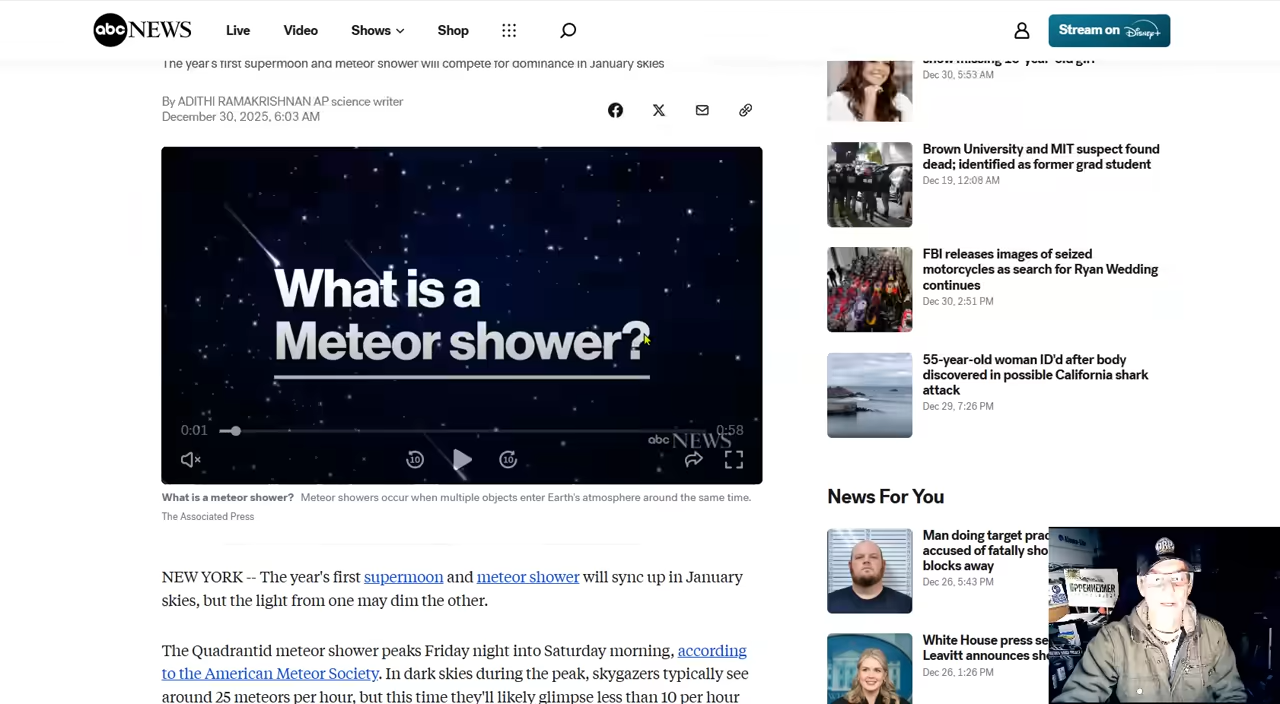 abc NEWS
Live
Video
Shows
Shop
Stream on Disney+
The year's first supermoon and meteor shower will compete for dominance in January skies
By ADITHI RAMAKRISHNAN AP science writer
December 30, 2025, 6:03 AM
What is a
Meteor shower?
0:01
0:58
abc NEWS
10
10
What is a meteor shower? Meteor showers occur when multiple objects enter Earth's atmosphere around the same time.
The Associated Press
NEW YORK -- The year's first supermoon and meteor shower will sync up in January
skies, but the light from one may dim the other.
The Quadrantid meteor shower peaks Friday night into Saturday morning, according
to the American Meteor Society. In dark skies during the peak, skygazers typically see
around 25 meteors per hour, but this time they'll likely glimpse less than 10 per hour
show missing 10-year-old girl
Dec 30, 5:53 AM
Brown University and MIT suspect found
dead; identified as former grad student
Dec 19, 12:08 AM
FBI releases images of seized
motorcycles as search for Ryan Wedding
continues
Dec 30, 2:51 PM
55-year-old woman ID'd after body
discovered in possible California shark
attack
Dec 29, 7:26 PM
News For You
Man doing target prac
accused of fatally sho
blocks away
Dec 26, 5:43 PM
White House press se
Leavitt announces she
Dec 26, 1:26 PM
OPPENHEIMER